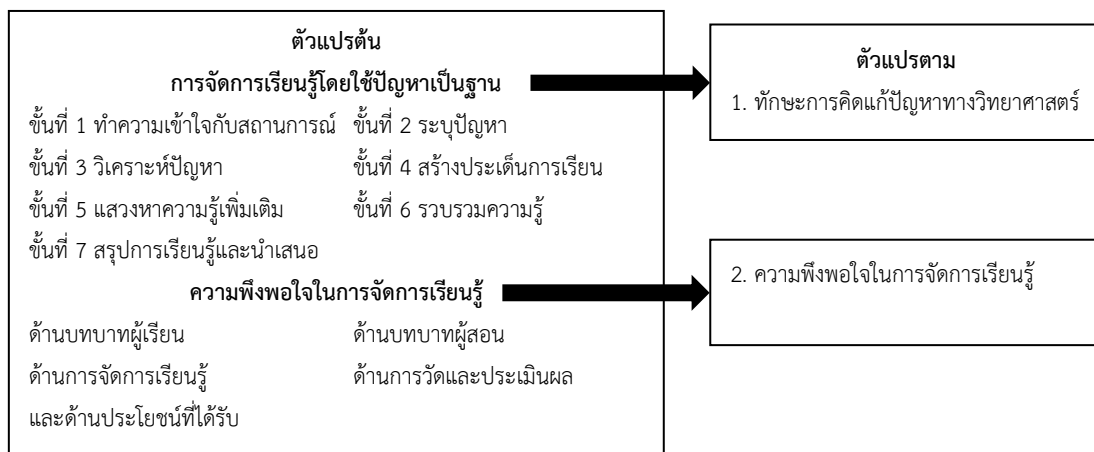 ตัวแปรต้น
การจัดการเรียนรู้โดยใช้ปัญหาเป็นฐาน
ขั้นที่ 1 ทำความเข้าใจกับสถานการณ์ ขั้นที่ 2 ระบุปัญหา
ขั้นที่ 3 วิเคราะห์ปัญหา ขั้นที่ 4 สร้างประเด็นการเรียน
ขั้นที่ 5 แสวงหาความรู้เพิ่มเติม ขั้นที่ 6 รวบรวมความรู้
ขั้นที่ 7 สรุปการเรียนรู้และนำเสนอ
ความพึงพอใจในการจัดการเรียนรู้
ด้านบทบาทผู้เรียน ด้านบทบาทผู้สอน
ด้านการจัดการเรียนรู้ ด้านการวัดและประเมินผล
และด้านประโยชน์ที่ได้รับ
ตัวแปรตาม
1. ทักษะการคิดแก้ปัญหาทางวิทยาศาสตร์
2. ความพึงพอใจในการจัดการเรียนรู้